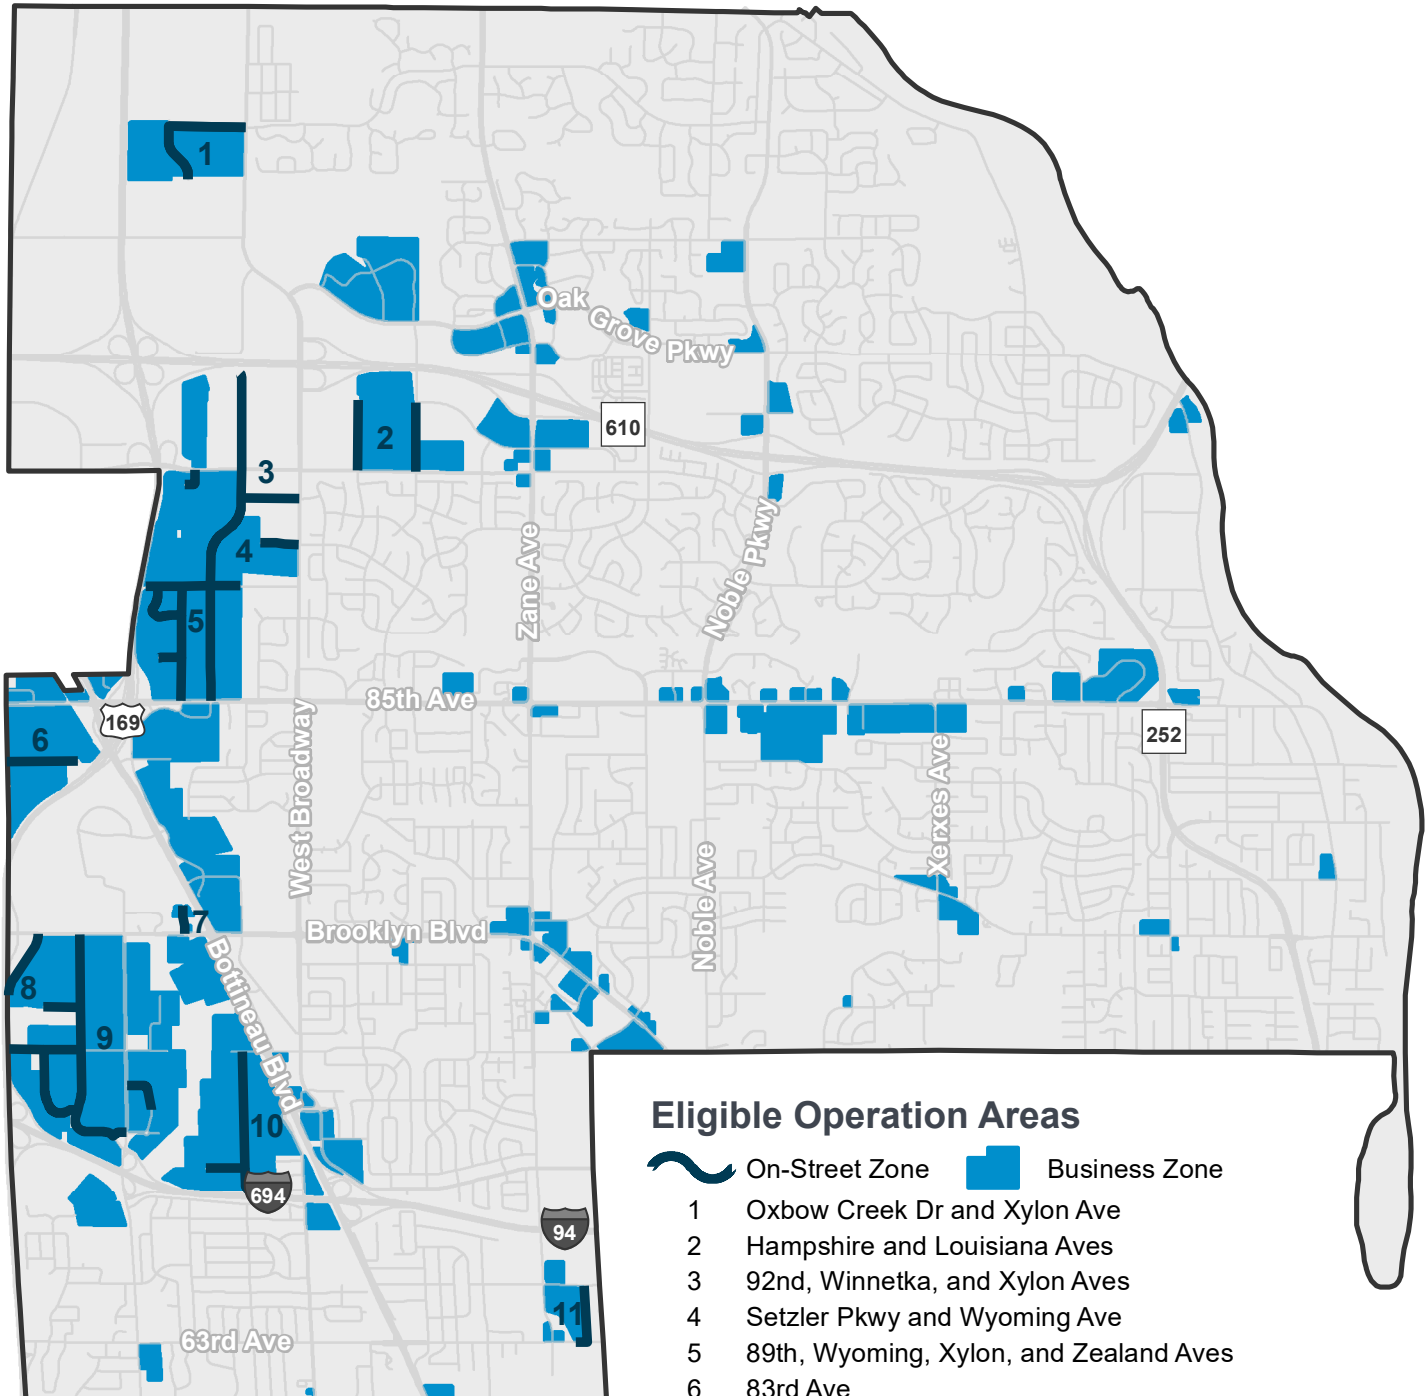 1
Oak
Grove Pkwy
2
610
3
4
Zane Ave
Noble Pkwy
5
85th Ave
169
6
252
West Broadway
Xerxes Ave
Noble Ave
7
Brooklyn Blvd
Bottineau Blvd
8
9
10
694
94
11
63rd Ave
Eligible Operation Areas
On-Street Zone Business Zone
1 Oxbow Creek Dr and Xylon Ave
2 Hampshire and Louisiana Aves
3 92nd, Winnetka, and Xylon Aves
4 Setzler Pkwy and Wyoming Ave
5 89th, Wyoming, Xylon, and Zealand Aves
6 83rd Ave